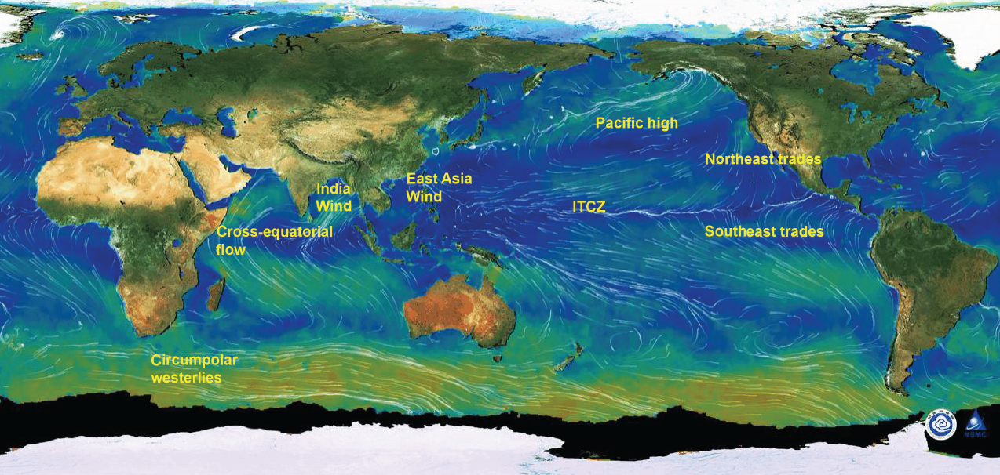 Pacific high
Northeast trades
East Asia
Wind
India
Wind
ITCZ
Cross-equatorial
flow
Southeast trades
Circumpolar
westerlies
NSMC